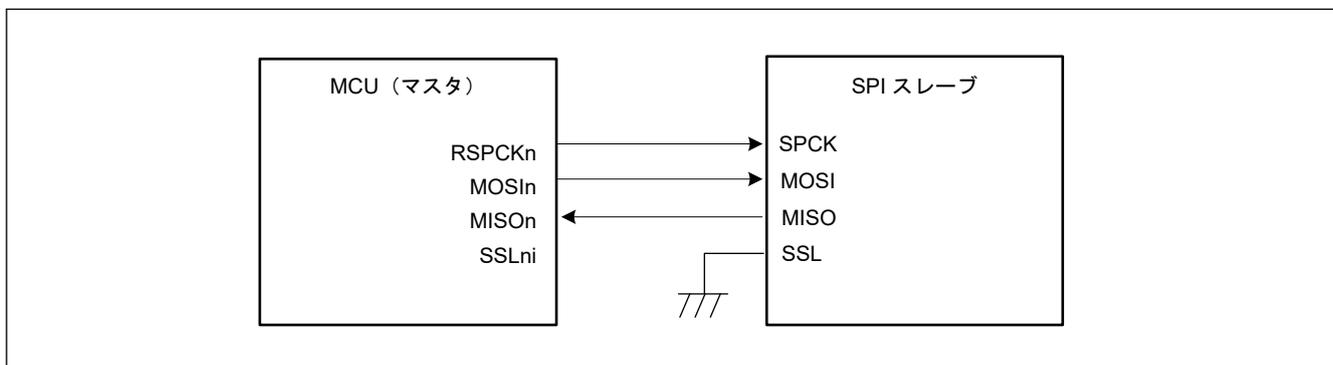 MCU（マスタ）
RSPCKn
MOSIn
MISOn
SSLni
SPI スレーブ
SPCK
MOSI
MISO
SSL